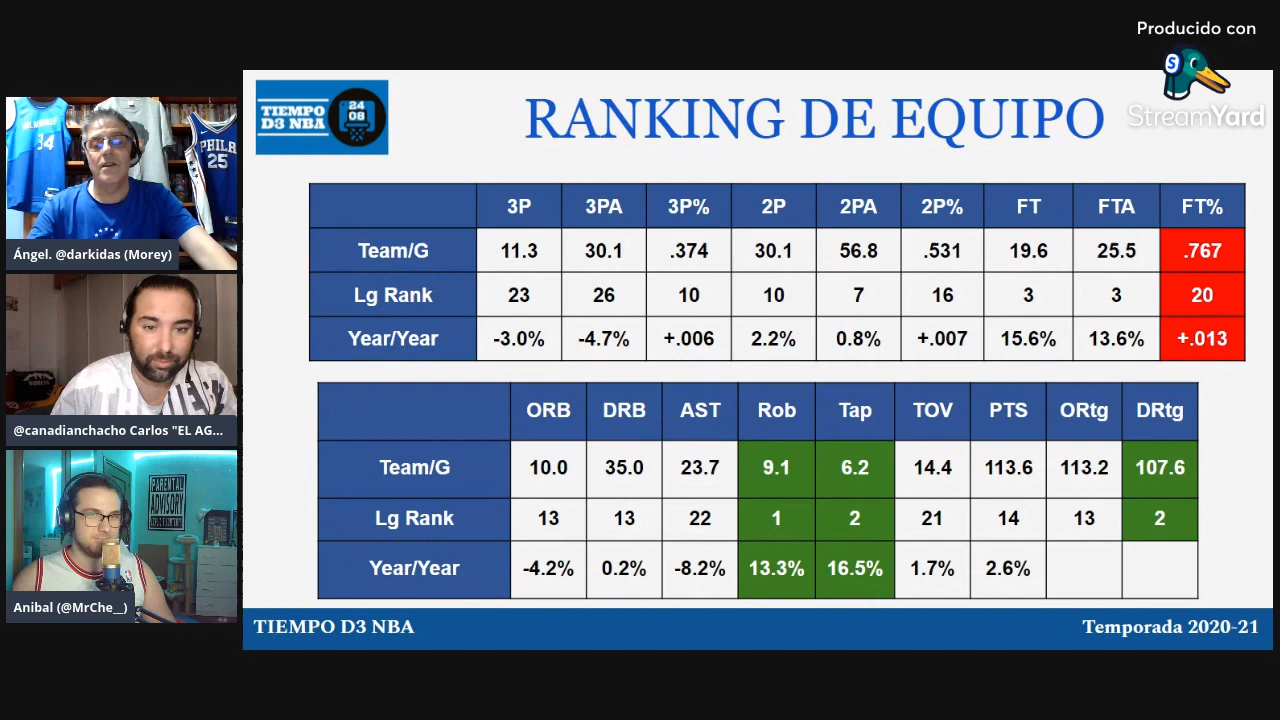 Producido con
StreamYard
TIEMPO
D3 NBA
24
08
RANKING DE EQUIPO
3P 3PA 3P% 2P 2PA 2P% FT FTA FT%
Team/G 11.3 30.1 .374 30.1 56.8 .531 19.6 25.5 .767
Lg Rank 23 26 10 10 7 16 3 3 20
Year/Year -3.0% -4.7% +.006 2.2% 0.8% +.007 15.6% 13.6% +.013
ORB DRB AST Rob Tap TOV PTS ORtg DRtg
Team/G 10.0 35.0 23.7 9.1 6.2 14.4 113.6 113.2 107.6
Lg Rank 13 13 22 1 2 21 14 13 2
Year/Year -4.2% 0.2% -8.2% 13.3% 16.5% 1.7% 2.6%
TIEMPO D3 NBA
Temporada 2020-21
34
PHILA
25
Ángel. @darkidas (Morey)
@canadianchacho Carlos "EL AG...
PARENTAL
ADVISORY
Anibal (@MrChe__)